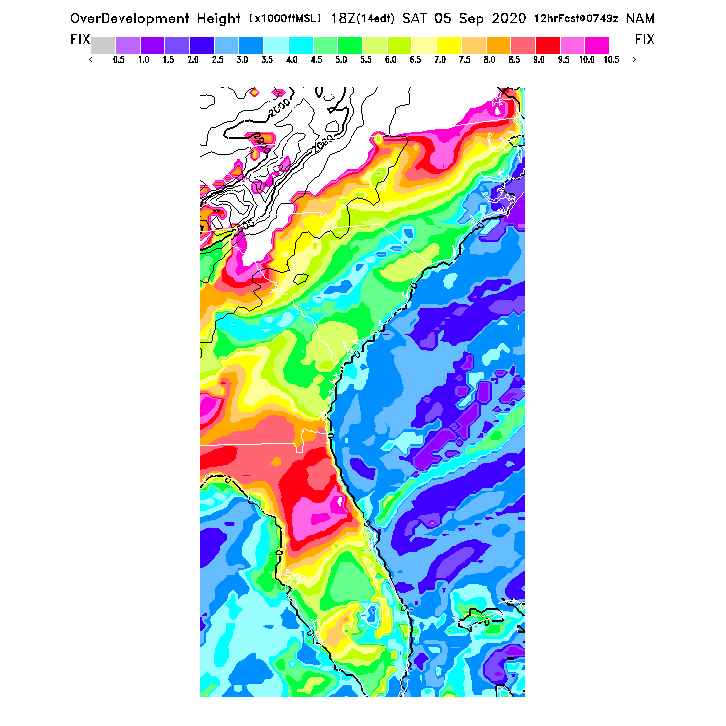 OverDevelopment Height [x1000ftMSL] 18Z(14edt) SAT 05 Sep 2020 12hrFcst@0749z NAM
FIX FIX
< 0.5 1.0 1.5 2.0 2.5 3.0 3.5 4.0 4.5 5.0 5.5 6.0 6.5 7.0 7.5 8.0 8.5 9.0 9.5 10.0 10.5 >
2000
2000